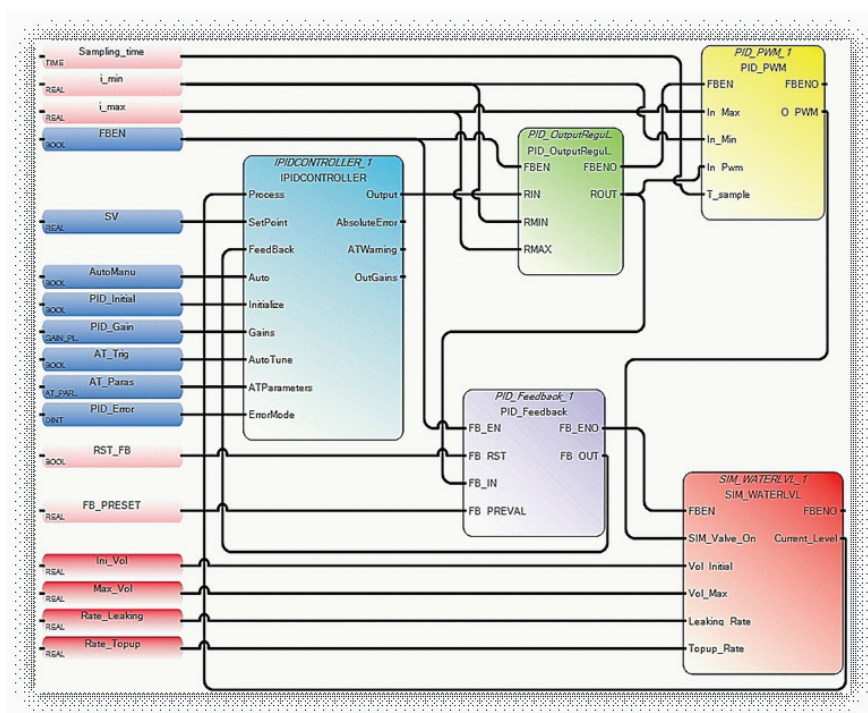 Sampling_time
TIME
i_min
REAL
i_max
REAL
FBEN
BOOL
SV
REAL
AutoManu
BOOL
PID_Initial
BOOL
PID_Gain
GAIN_PL.
AT_Trig
BOOL
AT_Paras
AT_PAR..
PID_Error
DINT
RST_FB
BOOL
FB_PRESET
REAL
Ini_Vol
REAL
Max_Vol
REAL
Rate_Leaking
REAL
Rate_Topup
REAL
IPIDCONTROLLER_1
IPIDCONTROLLER
Process Output
SetPoint AbsoluteError
FeedBack ATWarning
Auto OutGains
Initialize
Gains
AutoTune
ATParameters
ErrorMode
PID_OutputRegul..
PID_OutputRegul..
FBEN FBENO
RIN ROUT
RMIN
RMAX
PID_PWM_1
PID_PWM
FBEN FBENO
In_Max O_PWM
In_Min
In_Pwm
T_sample
PID_Feedback_1
PID_Feedback
FB_EN FB_ENO
FB_RST FB_OUT
FB_IN
FB_PREVAL
SIM_WATERLVL_1
SIM_WATERLVL
FBEN FBENO
SIM_Valve_On Current_Level
Vol_Initial
Vol_Max
Leaking_Rate
Topup_Rate